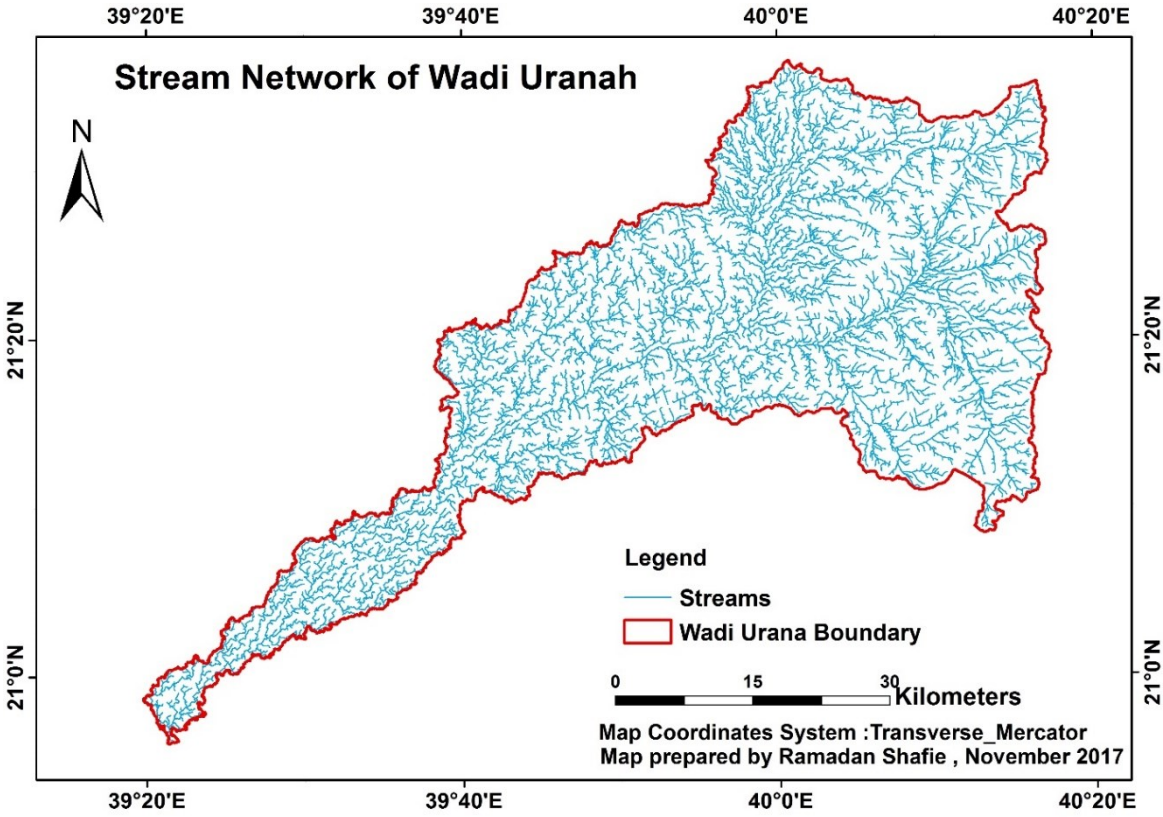 39°20'E 39°40'E 40°0'E 40°20'E
Stream Network of Wadi Uranah
N
21°20'N 21°20'N
Legend
Streams
Wadi Urana Boundary
21°0'N 21°0'N
0 15 30 Kilometers
Map Coordinates System :Transverse_Mercator
Map prepared by Ramadan Shafie , November 2017
39°20'E 39°40'E 40°0'E 40°20'E